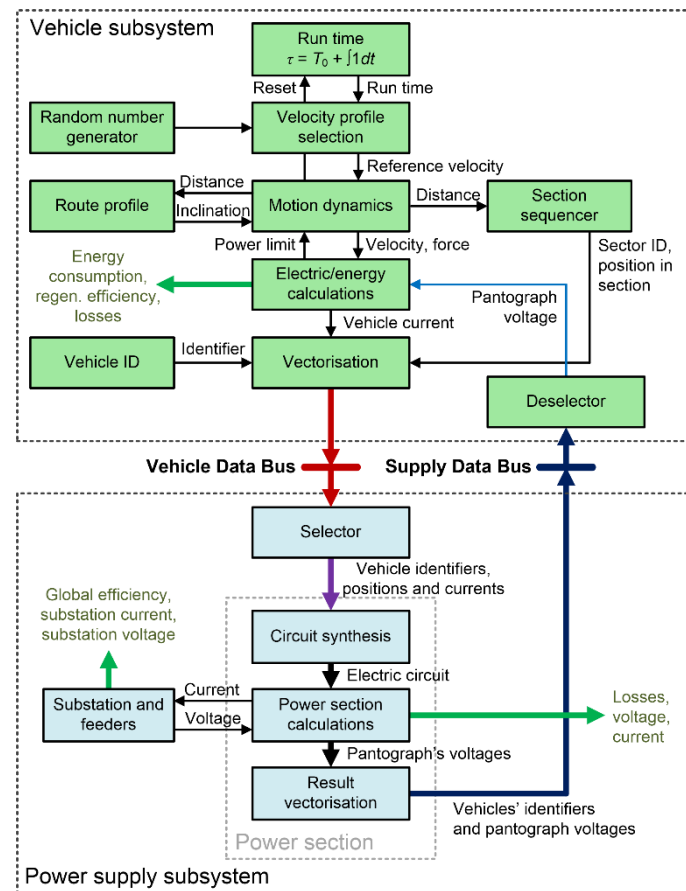 Vehicle subsystem
Run time
τ = T₀ + ∫1dt
Reset
Run time
Random number
generator
Velocity profile
selection
Reference velocity
Distance
Route profile
Inclination
Motion dynamics
Distance
Section
sequencer
Power limit
Velocity, force
Sector ID,
position in
section
Energy
consumption,
regen. efficiency,
losses
Electric/energy
calculations
Pantograph
voltage
Vehicle current
Vehicle ID
Identifier
Vectorisation
Deselector
Vehicle Data Bus
Supply Data Bus
Selector
Vehicle identifiers,
positions and currents
Global efficiency,
substation current,
substation voltage
Circuit synthesis
Electric circuit
Substation and
feeders
Current
Voltage
Power section
calculations
Losses,
voltage,
current
Pantograph's voltages
Result
vectorisation
Vehicles' identifiers
and pantograph voltages
Power section
Power supply subsystem